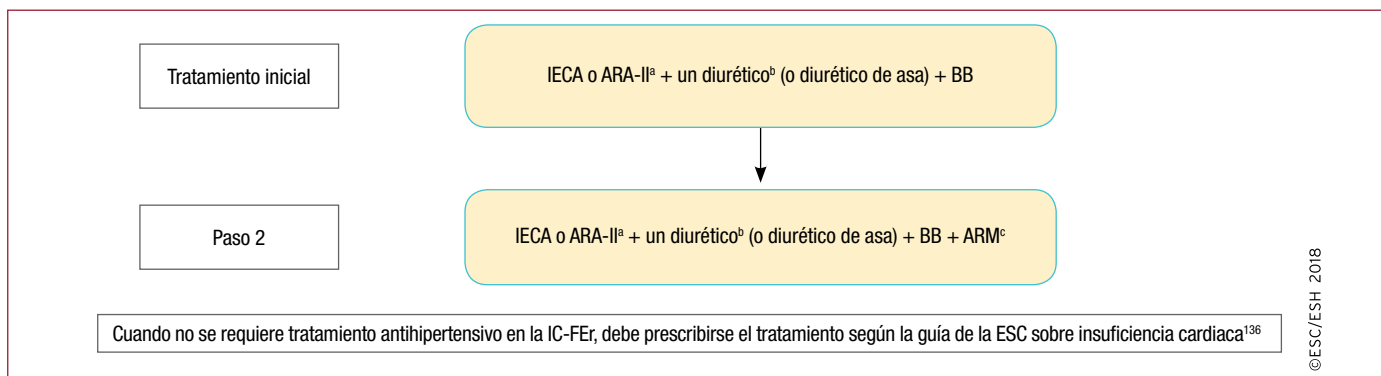 Tratamiento inicial
IECA o ARA-IIᵃ + un diuréticoᵇ (o diurético de asa) + BB
Paso 2
IECA o ARA-IIᵃ + un diuréticoᵇ (o diurético de asa) + BB + ARMᶜ
Cuando no se requiere tratamiento antihipertensivo en la IC-FEr, debe prescribirse el tratamiento según la guía de la ESC sobre insuficiencia cardiaca¹³⁶
©ESC/ESH 2018